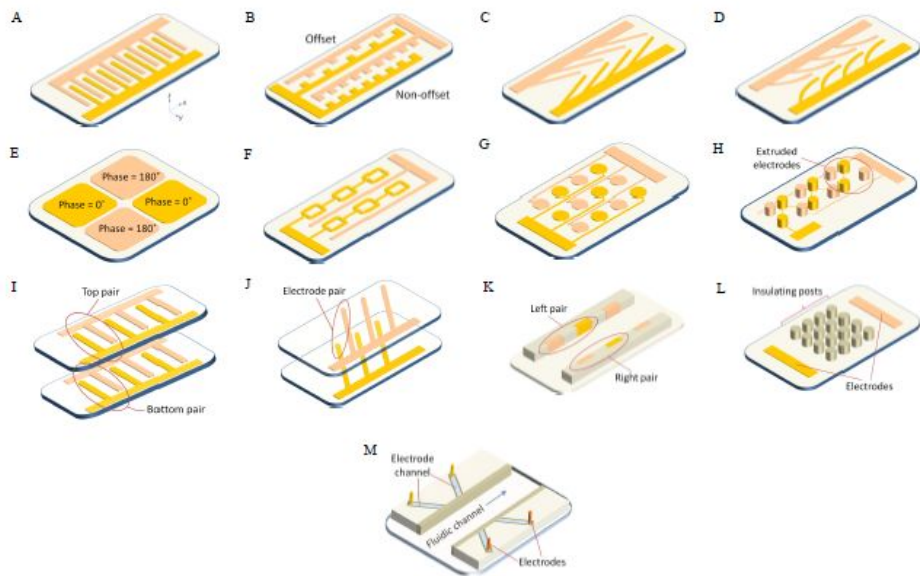 A
B
C
D
Offset
Non-offset
E
F
G
H
Phase = 180°
Phase = 0°
Phase = 0°
Phase = 180°
Extruded
electrodes
I
J
K
L
Top pair
Bottom pair
Electrode pair
Left pair
Right pair
Insulating posts
Electrodes
M
Electrode
channel
Fluidic channel
Electrodes